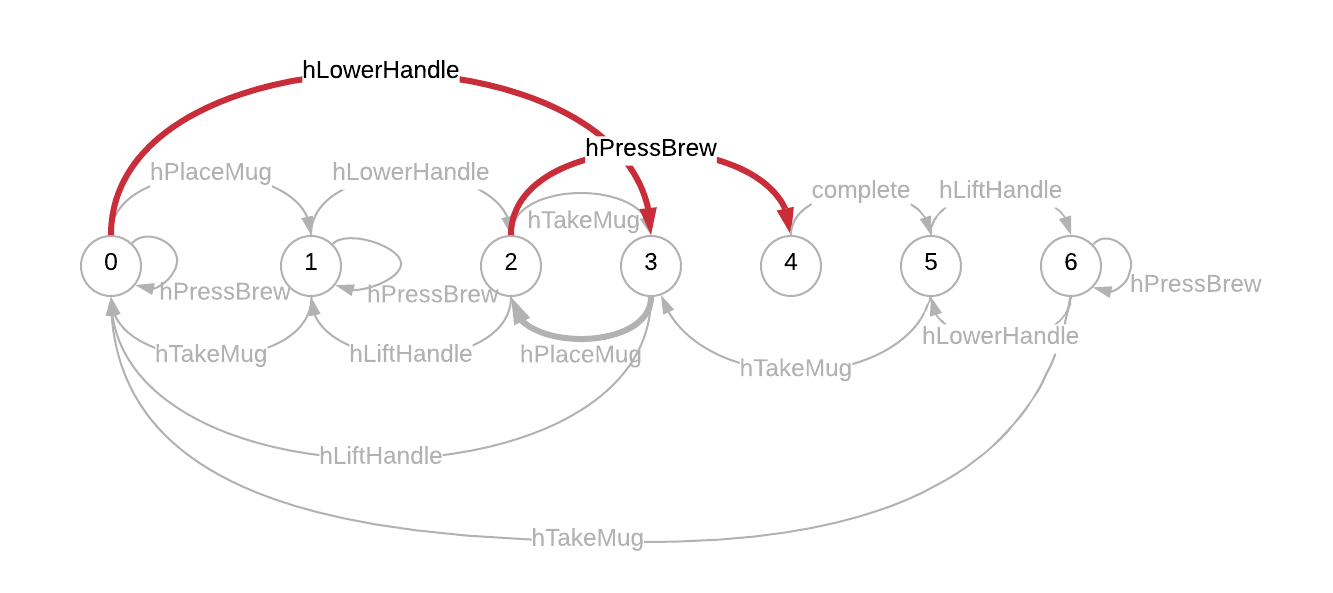 hLowerHandle
hPressBrew
hPlaceMug
hLowerHandle
complete
hLiftHandle
hTakeMug
0
1
2
3
4
5
6
hPressBrew
hPressBrew
hPressBrew
hLowerHandle
hTakeMug
hLiftHandle
hPlaceMug
hTakeMug
hLiftHandle
hTakeMug